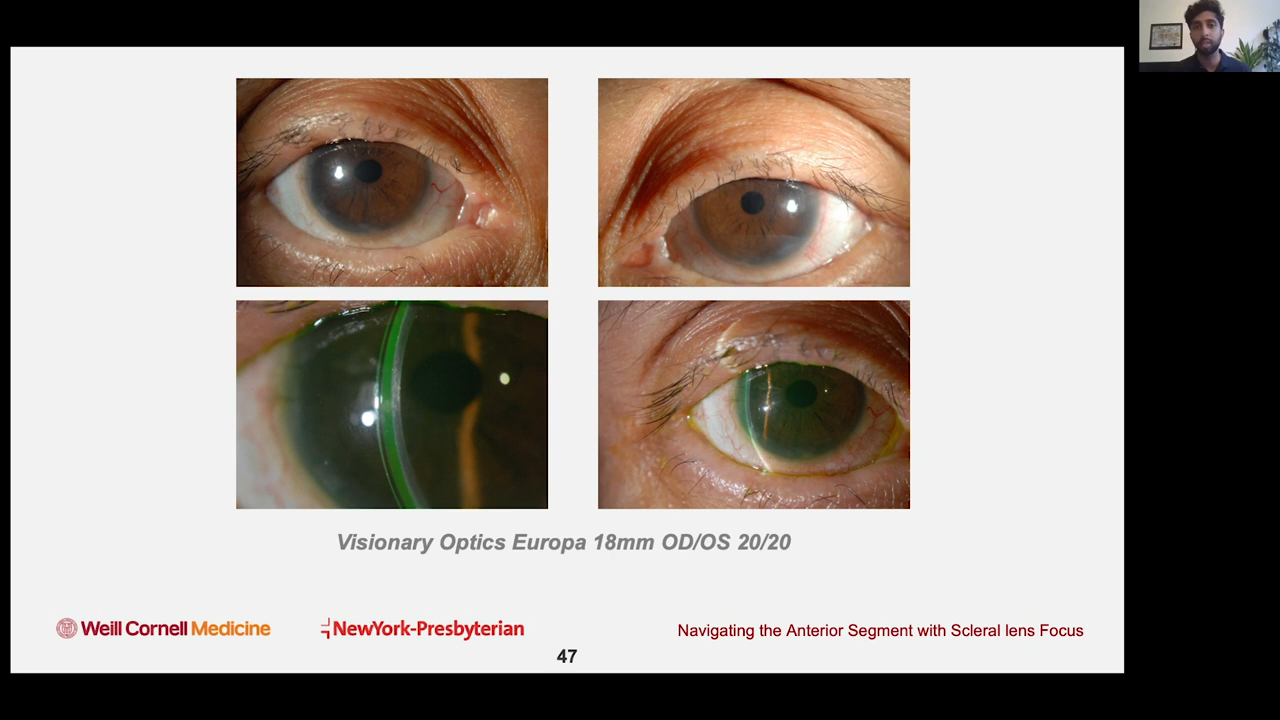 Visionary Optics Europa 18mm OD/OS 20/20
Weill Cornell Medicine
NewYork-Presbyterian
Navigating the Anterior Segment with Scleral lens Focus
47